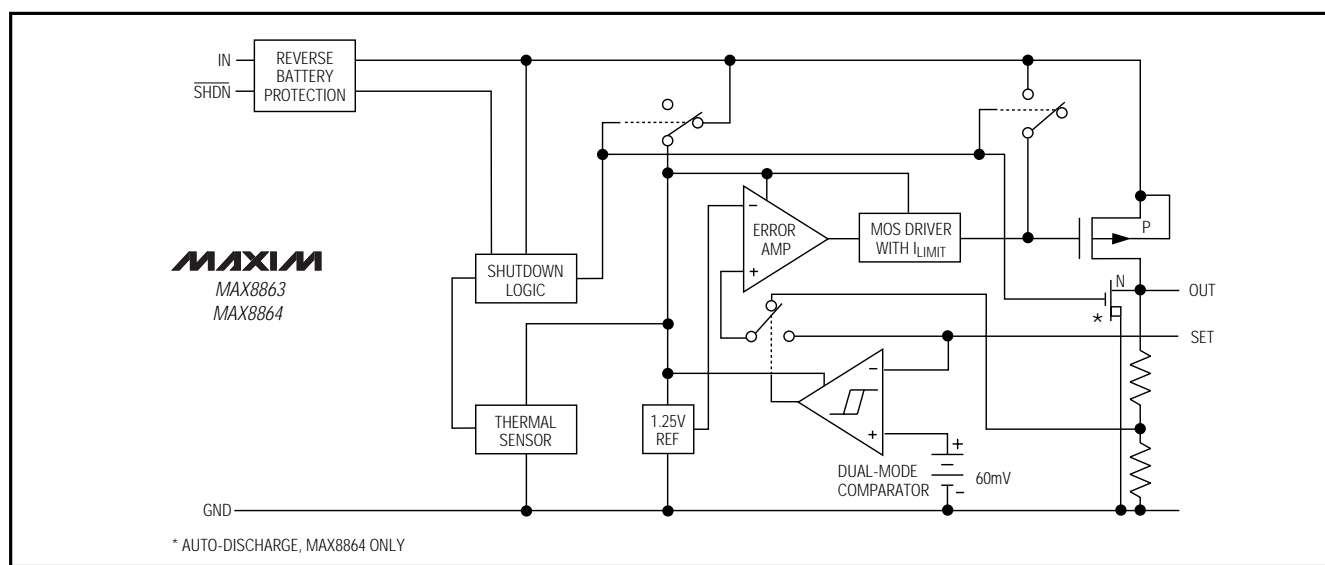 IN
REVERSE
BATTERY
PROTECTION
SHDN
MAXIM
MAX8863
MAX8864
SHUTDOWN
LOGIC
THERMAL
SENSOR
1.25V
REF
−
ERROR
AMP
+
MOS DRIVER
WITH ILIMIT
P
N
*
OUT
SET
−
+
DUAL-MODE
COMPARATOR
+
60mV
−
GND
* AUTO-DISCHARGE, MAX8864 ONLY